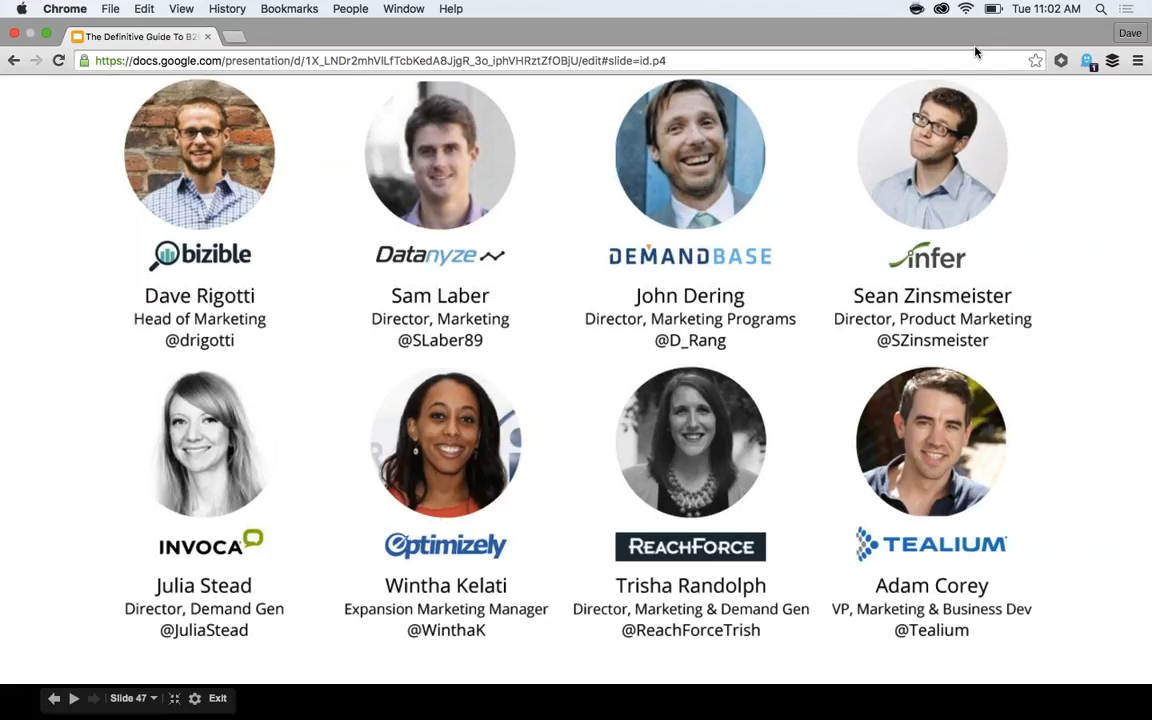 Chrome File Edit View History Bookmarks People Window Help Tue 11:02 AM
The Definitive Guide To B2 Dave
https://docs.google.com/presentation/d/1X_LNDr2mhVlLfTcbKedA8JjgR_3o_iphVHRztZfOBjU/edit#slide=id.p4
1
bizible Datanyze DEMANDBASE infer
Dave Rigotti Sam Laber John Dering Sean Zinsmeister
Head of Marketing Director, Marketing Director, Marketing Programs Director, Product Marketing
@drigotti @SLaber89 @D_Rang @SZinsmeister
INVOCA Optimizely REACHFORCE TEALIUM
Julia Stead Wintha Kelati Trisha Randolph Adam Corey
Director, Demand Gen Expansion Marketing Manager Director, Marketing & Demand Gen VP, Marketing & Business Dev
@JuliaStead @WinthaK @ReachForceTrish @Tealium
Slide 47 Exit